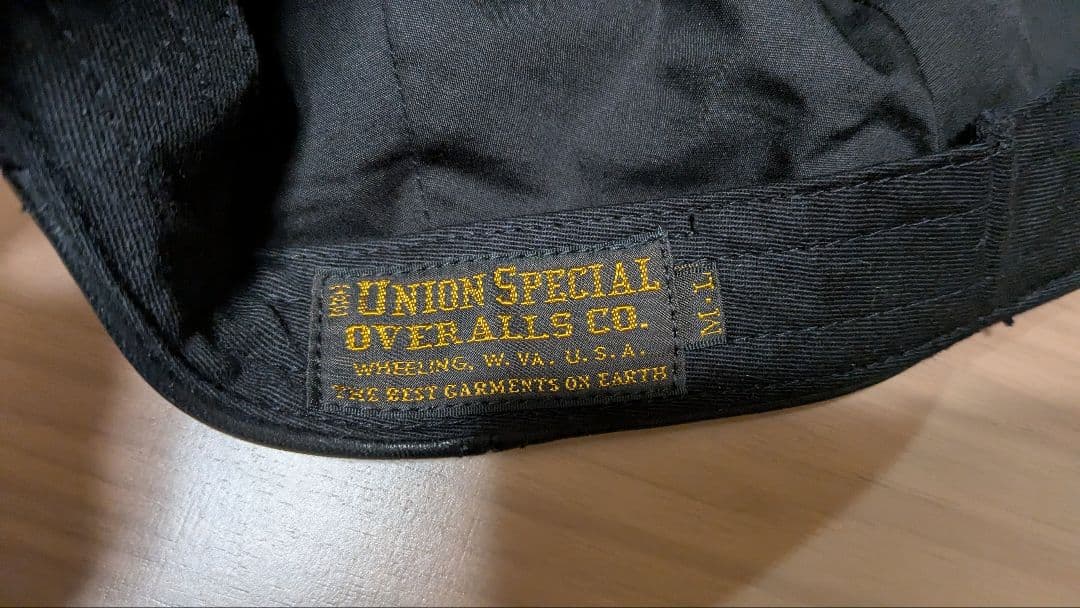 UNION SPECIAL
OVERALLS CO.
WHEELING, W. VA. U. S. A.
THE BEST GARMENTS ON EARTH
M・L